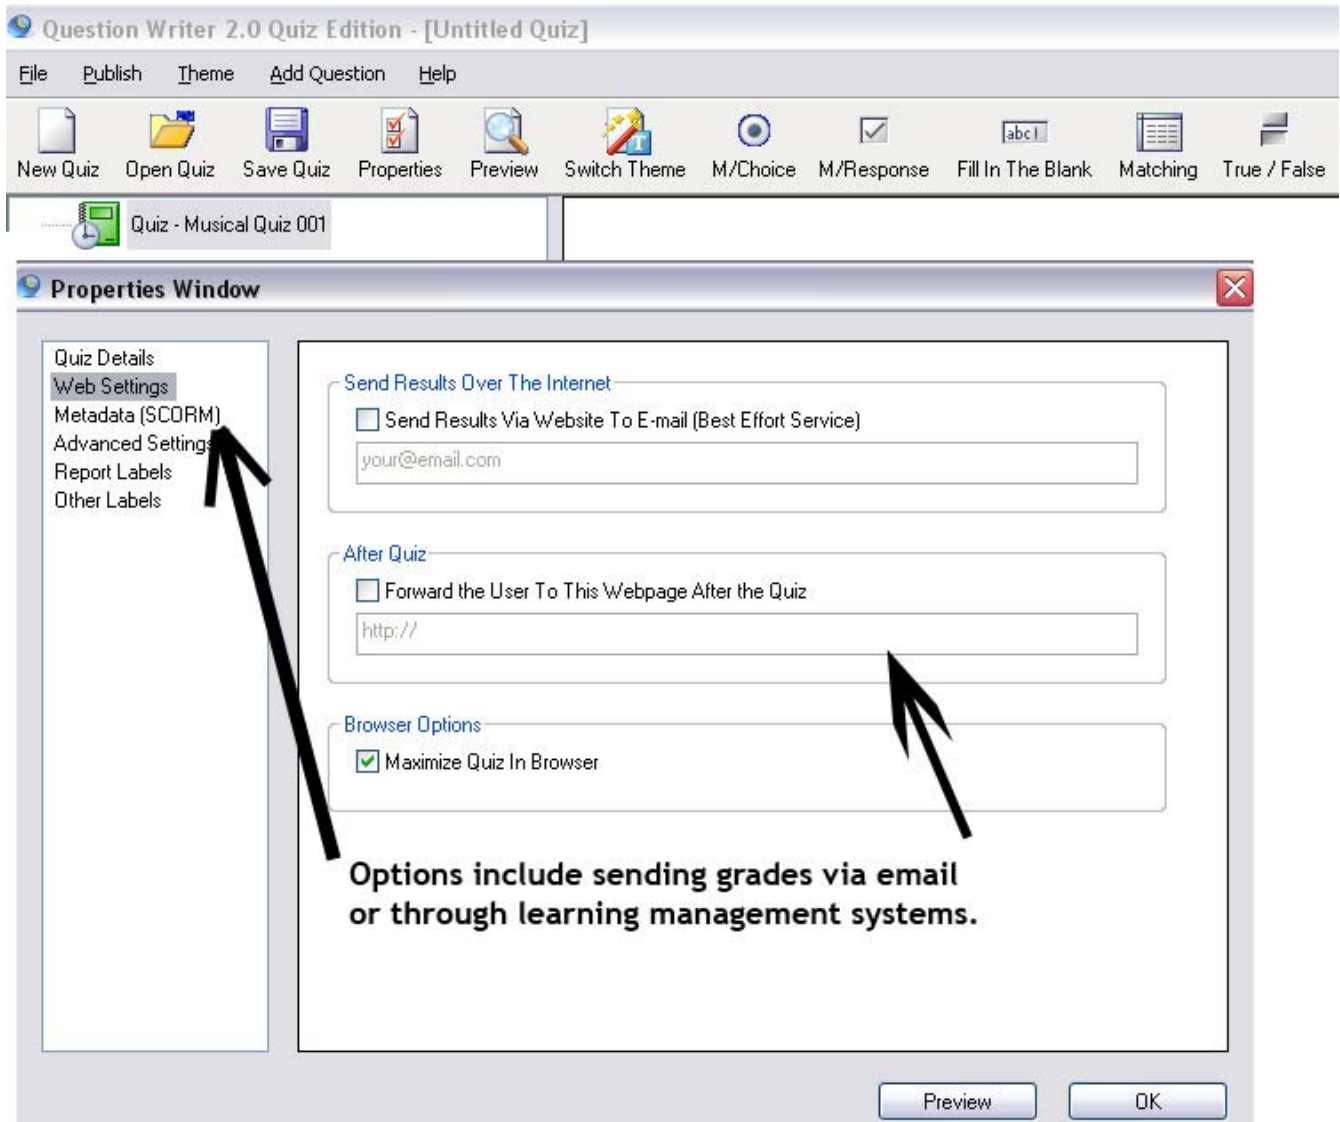 Question Writer 2.0 Quiz Edition - [Untitled Quiz]
File Publish Theme Add Question Help
New Quiz Open Quiz Save Quiz Properties Preview Switch Theme M/Choice M/Response abc Fill In The Blank Matching True / False
Quiz - Musical Quiz 001
Properties Window
Quiz Details
Web Settings
Metadata (SCORM)
Advanced Settings
Report Labels
Other Labels
Send Results Over The Internet
Send Results Via Website To E-mail (Best Effort Service)
your@email.com
After Quiz
Forward the User To This Webpage After the Quiz
http://
Browser Options
Maximize Quiz In Browser
Options include sending grades via email
or through learning management systems.
Preview OK